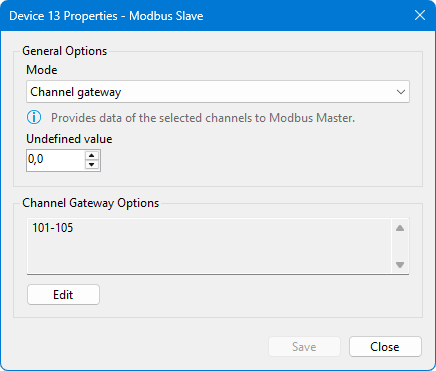 Device 13 Properties - Modbus Slave
General Options
Mode
Channel gateway
Provides data of the selected channels to Modbus Master.
Undefined value
0,0
Channel Gateway Options
101-105
Edit
Save
Close